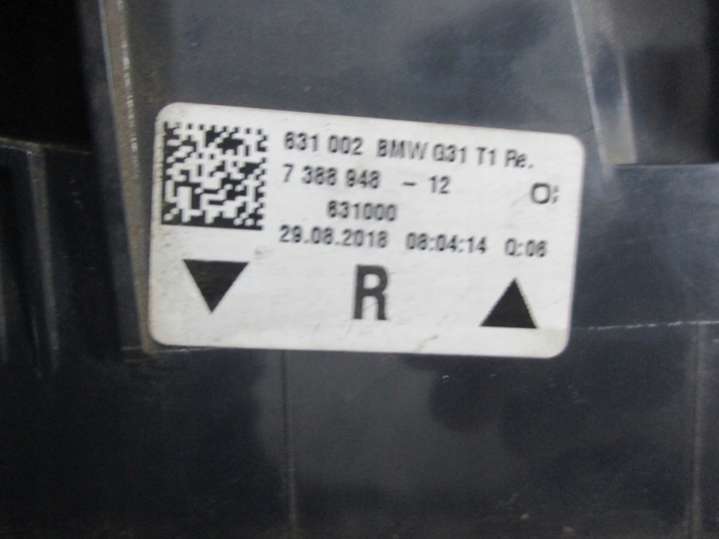 631 002 BMW G31 T1 Re.
7 388 948 - 12
631000
29.08.2018 08:04:14 Q:06
R